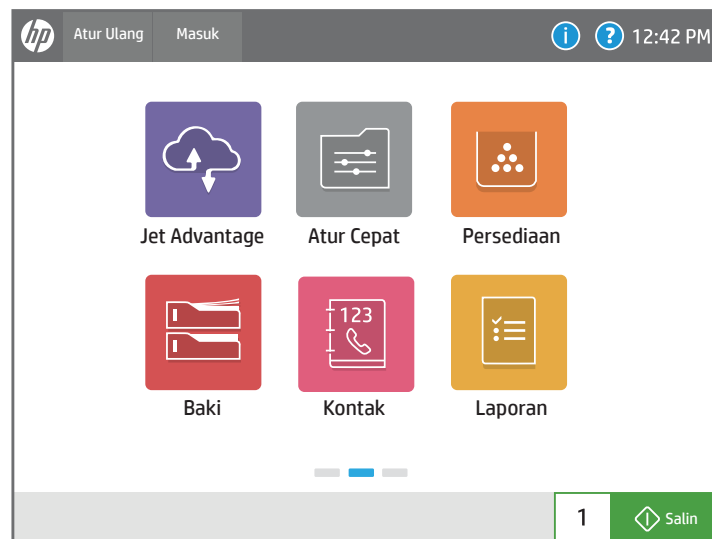 hp Atur Ulang Masuk i ? 12:42 PM
Jet Advantage Atur Cepat Persediaan
123
Baki Kontak Laporan
1 Salin